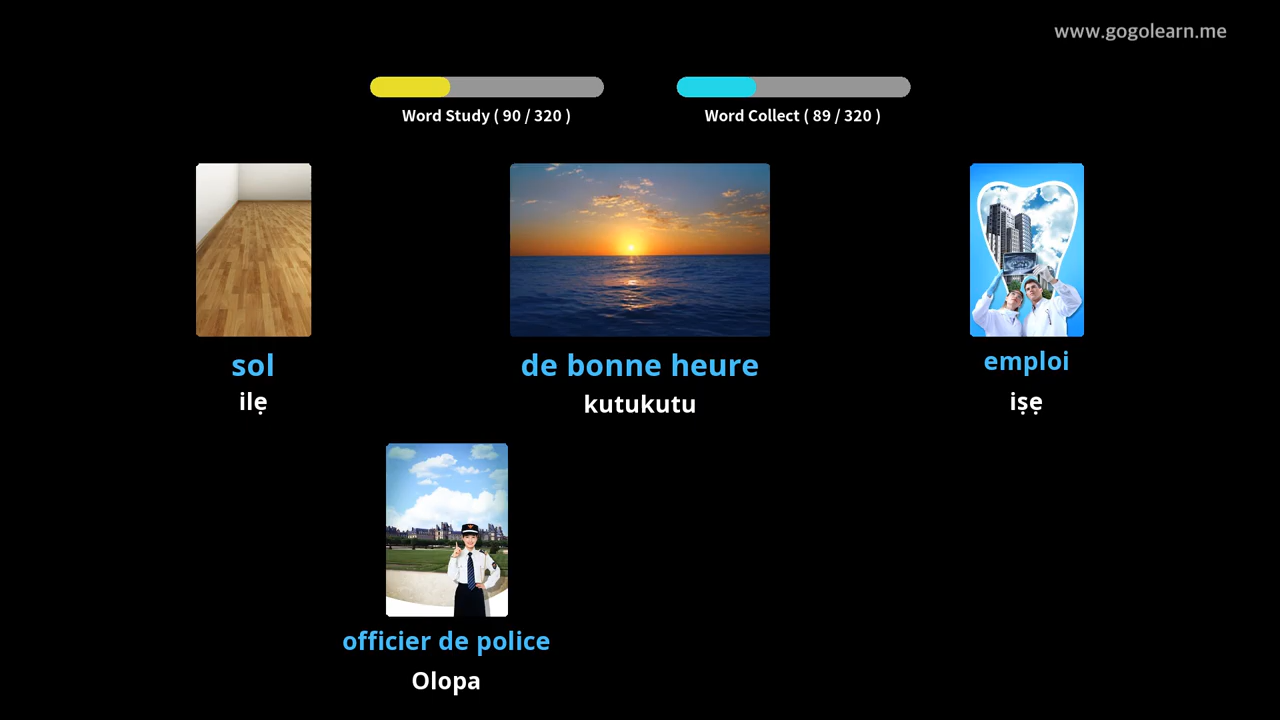 www.gogolearn.me
Word Study ( 90 / 320 )
Word Collect ( 89 / 320 )
sol
ilẹ
de bonne heure
kutukutu
emploi
iṣẹ
officier de police
Olopa